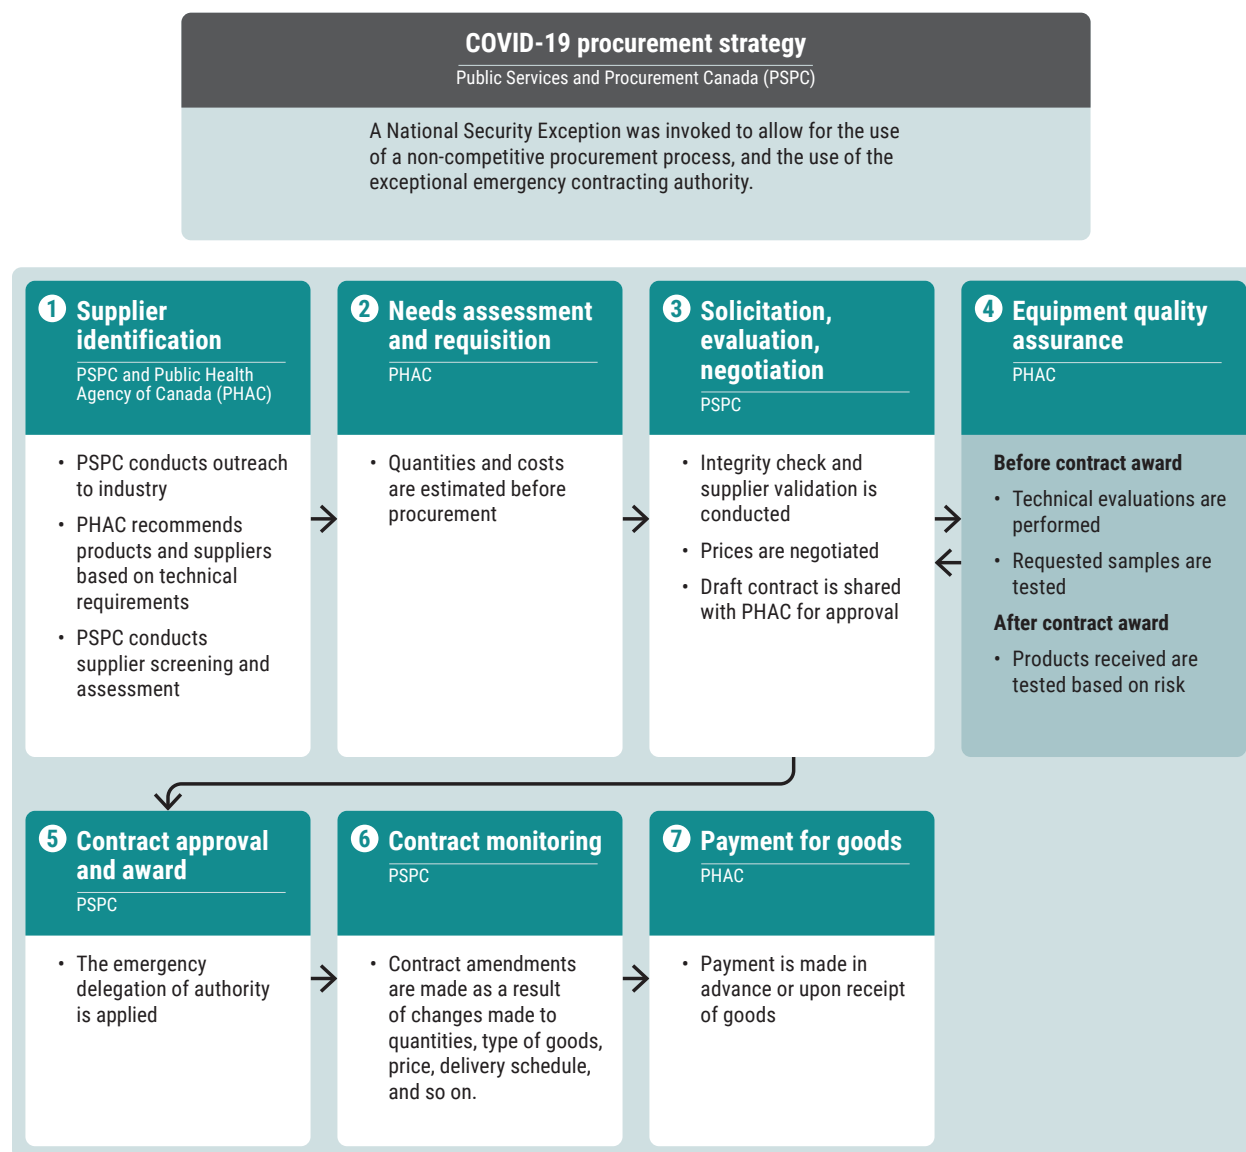 COVID-19 procurement strategy
Public Services and Procurement Canada (PSPC)
A National Security Exception was invoked to allow for the use
of a non-competitive procurement process, and the use of the
exceptional emergency contracting authority.
1 Supplier
identification
PSPC and Public Health
Agency of Canada (PHAC)
• PSPC conducts outreach
to industry
• PHAC recommends
products and suppliers
based on technical
requirements
• PSPC conducts
supplier screening and
assessment
2 Needs assessment
and requisition
PHAC
• Quantities and costs
are estimated before
procurement
3 Solicitation,
evaluation,
negotiation
PSPC
• Integrity check and
supplier validation is
conducted
• Prices are negotiated
• Draft contract is shared
with PHAC for approval
4 Equipment quality
assurance
PHAC
Before contract award
• Technical evaluations are
performed
• Requested samples are
tested
After contract award
• Products received are
tested based on risk
5 Contract approval
and award
PSPC
• The emergency
delegation of authority
is applied
6 Contract monitoring
PSPC
• Contract amendments
are made as a result
of changes made to
quantities, type of goods,
price, delivery schedule,
and so on.
7 Payment for goods
PHAC
• Payment is made in
advance or upon receipt
of goods